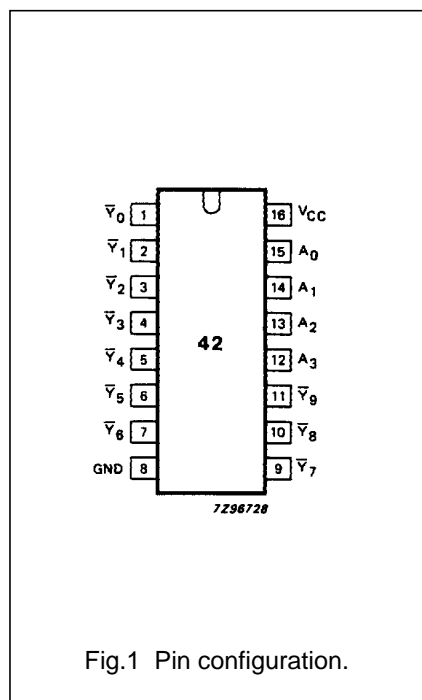 Y̅0 1 16 VCC
Y̅1 2 15 A0
Y̅2 3 14 A1
Y̅3 4 13 A2
42
Y̅4 5 12 A3
Y̅5 6 11 Y̅9
Y̅6 7 10 Y̅8
GND 8 9 Y̅7
7Z96728
Fig.1 Pin configuration.